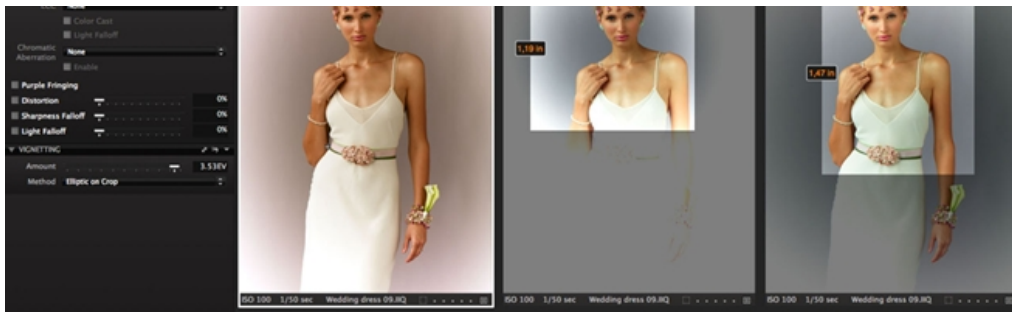 None
Color Cast
Light Falloff
Chromatic Aberration None
Enable
Purple Fringing
Distortion 0%
Sharpness Falloff 0%
Light Falloff 0%
VIGNETTING
Amount 3.53EV
Method Elliptic on Crop
1,19 in
1,47 in
ISO 100 1/50 sec Wedding dress 09.IIQ
ISO 100 1/50 sec Wedding dress 09.IIQ
ISO 100 1/50 sec Wedding dress 09.IIQ